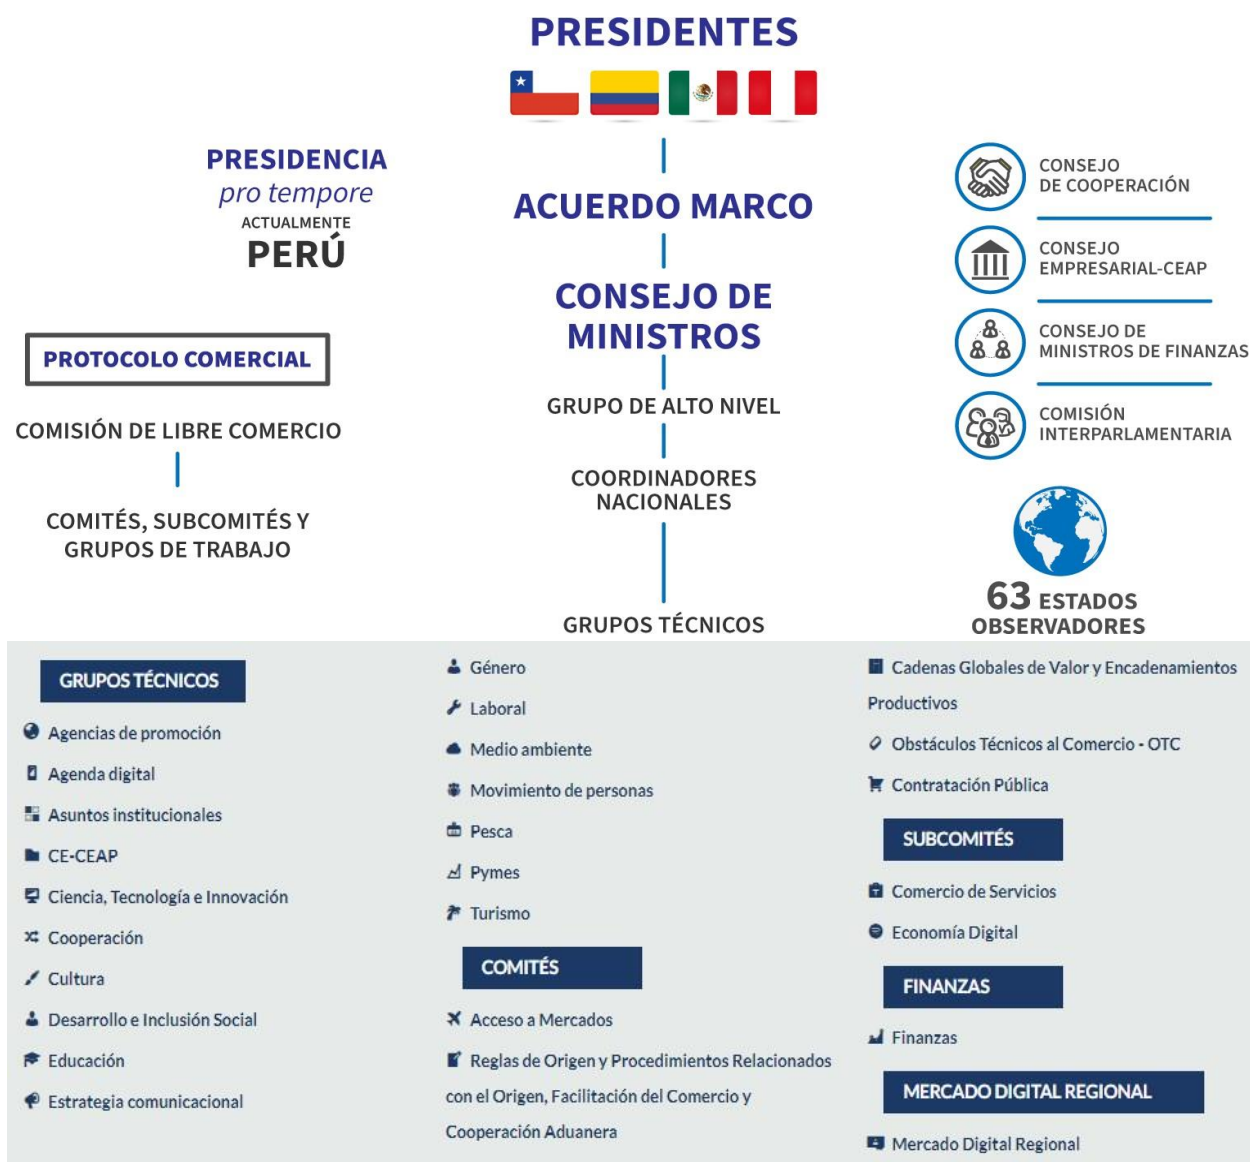 PRESIDENTES
PRESIDENCIA
pro tempore
ACTUALMENTE
PERÚ
PROTOCOLO COMERCIAL
COMISIÓN DE LIBRE COMERCIO
COMITÉS, SUBCOMITÉS Y
GRUPOS DE TRABAJO
ACUERDO MARCO
CONSEJO DE
MINISTROS
GRUPO DE ALTO NIVEL
COORDINADORES
NACIONALES
GRUPOS TÉCNICOS
CONSEJO
DE COOPERACIÓN
CONSEJO
EMPRESARIAL-CEAP
CONSEJO DE
MINISTROS DE FINANZAS
COMISIÓN
INTERPARLAMENTARIA
63 ESTADOS
OBSERVADORES
GRUPOS TÉCNICOS
Agencias de promoción
Agenda digital
Asuntos institucionales
CE-CEAP
Ciencia, Tecnología e Innovación
Cooperación
Cultura
Desarrollo e Inclusión Social
Educación
Estrategia comunicacional
Género
Laboral
Medio ambiente
Movimiento de personas
Pesca
Pymes
Turismo
COMITÉS
Acceso a Mercados
Reglas de Origen y Procedimientos Relacionados
con el Origen, Facilitación del Comercio y
Cooperación Aduanera
Cadenas Globales de Valor y Encadenamientos
Productivos
Obstáculos Técnicos al Comercio - OTC
Contratación Pública
SUBCOMITÉS
Comercio de Servicios
Economía Digital
FINANZAS
Finanzas
MERCADO DIGITAL REGIONAL
Mercado Digital Regional